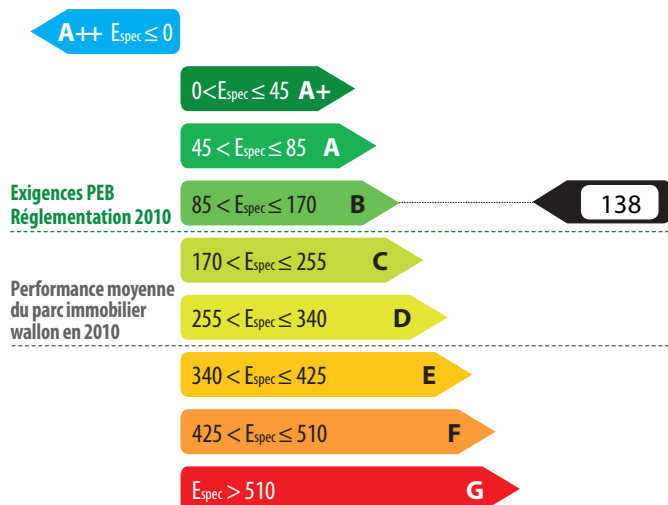 A++ Espec ≤ 0
0<Espec ≤ 45 A+
45 < Espec ≤ 85 A
Exigences PEB
Réglementation 2010
85 < Espec ≤ 170 B
138
170 < Espec ≤ 255 C
Performance moyenne
du parc immobilier
wallon en 2010
255 < Espec ≤ 340 D
340 < Espec ≤ 425 E
425 < Espec ≤ 510 F
Espec > 510 G